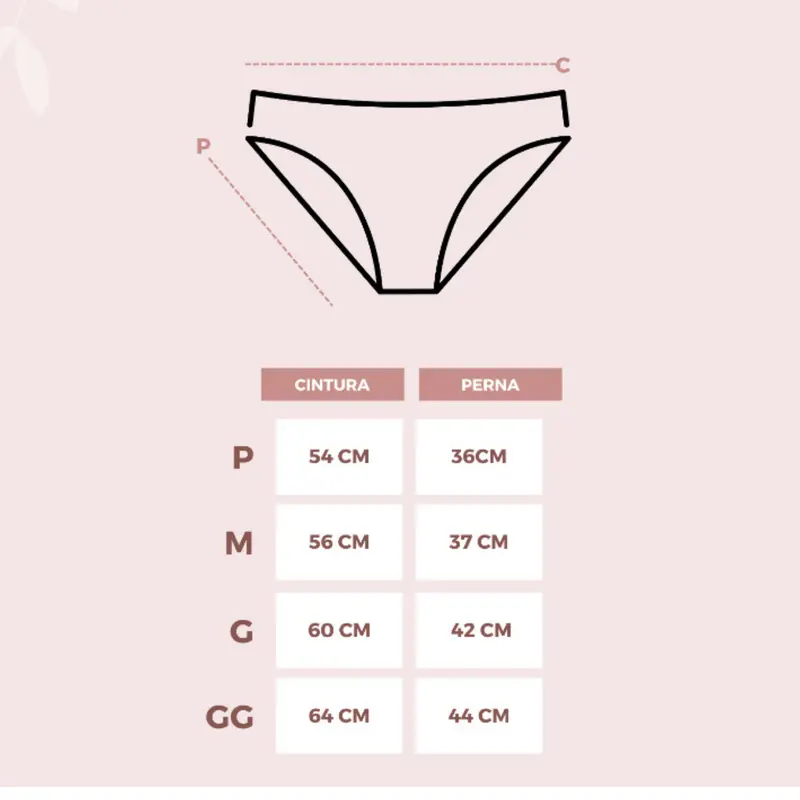 C
P
CINTURA PERNA
P 54 CM 36CM
M 56 CM 37 CM
G 60 CM 42 CM
GG 64 CM 44 CM